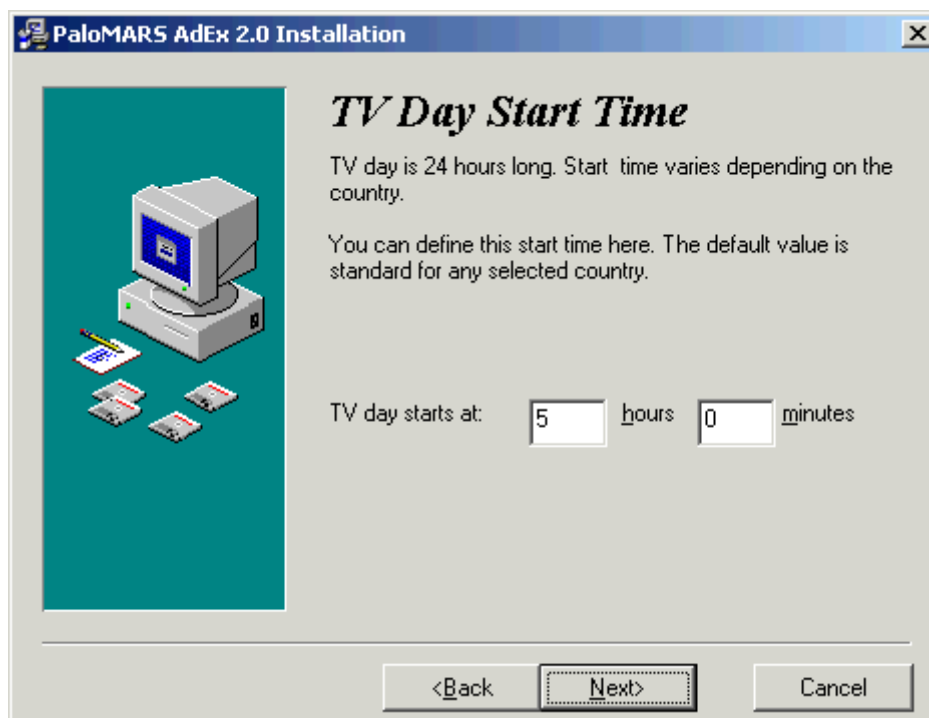 PaloMARS AdEx 2.0 Installation
TV Day Start Time
TV day is 24 hours long. Start  time varies depending on the
country.
You can define this start time here. The default value is
standard for any selected country.
TV day starts at: 5 hours 0 minutes
<Back Next> Cancel